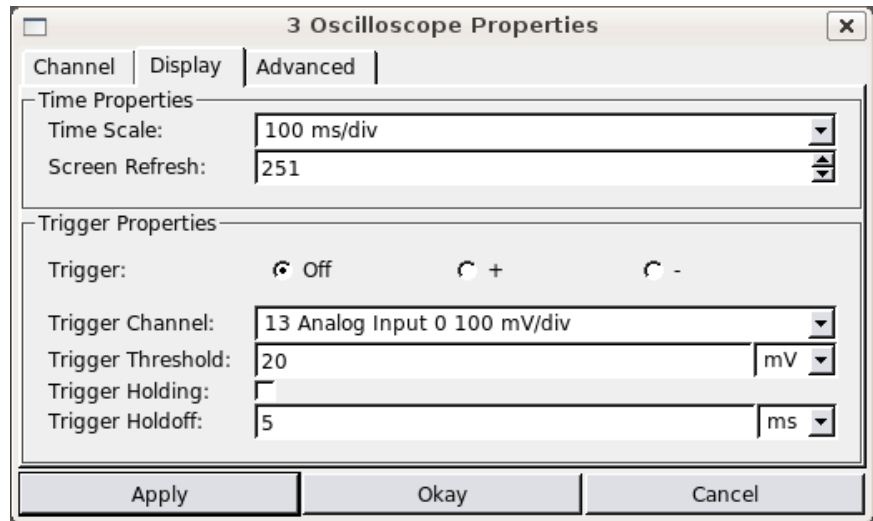 3 Oscilloscope Properties
Channel Display Advanced
Time Properties
Time Scale: 100 ms/div
Screen Refresh: 251
Trigger Properties
Trigger: Off + -
Trigger Channel: 13 Analog Input 0 100 mV/div
Trigger Threshold: 20 mV
Trigger Holding:
Trigger Holdoff: 5 ms
Apply Okay Cancel